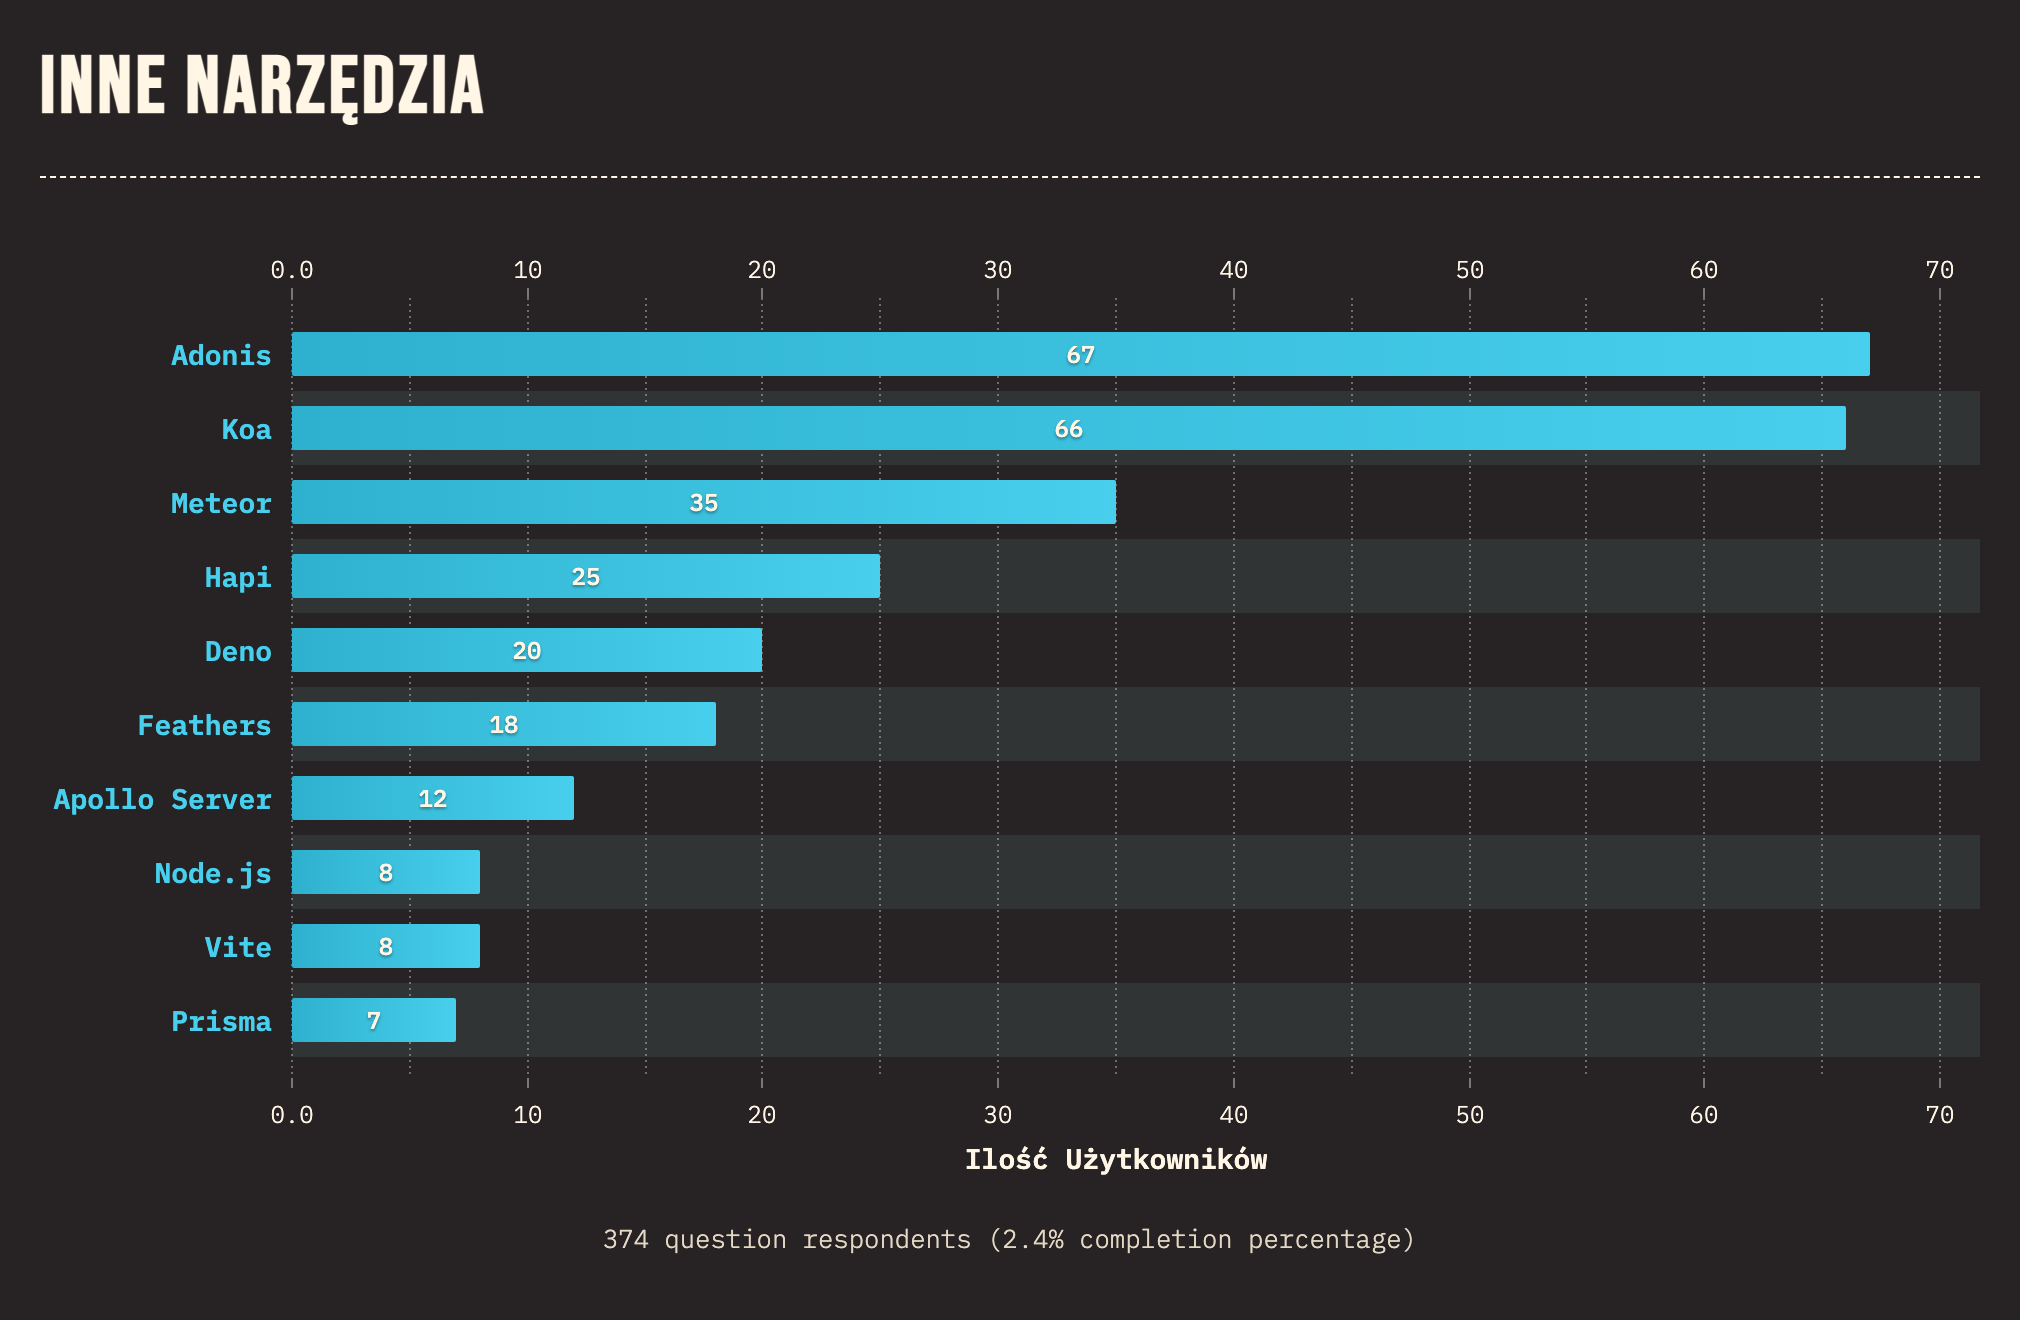 INNE NARZĘDZIA
0.0 10 20 30 40 50 60 70
Adonis 67
Koa 66
Meteor 35
Hapi 25
Deno 20
Feathers 18
Apollo Server 12
Node.js 8
Vite 8
Prisma 7
0.0 10 20 30 40 50 60 70
Ilość Użytkowników
374 question respondents (2.4% completion percentage)